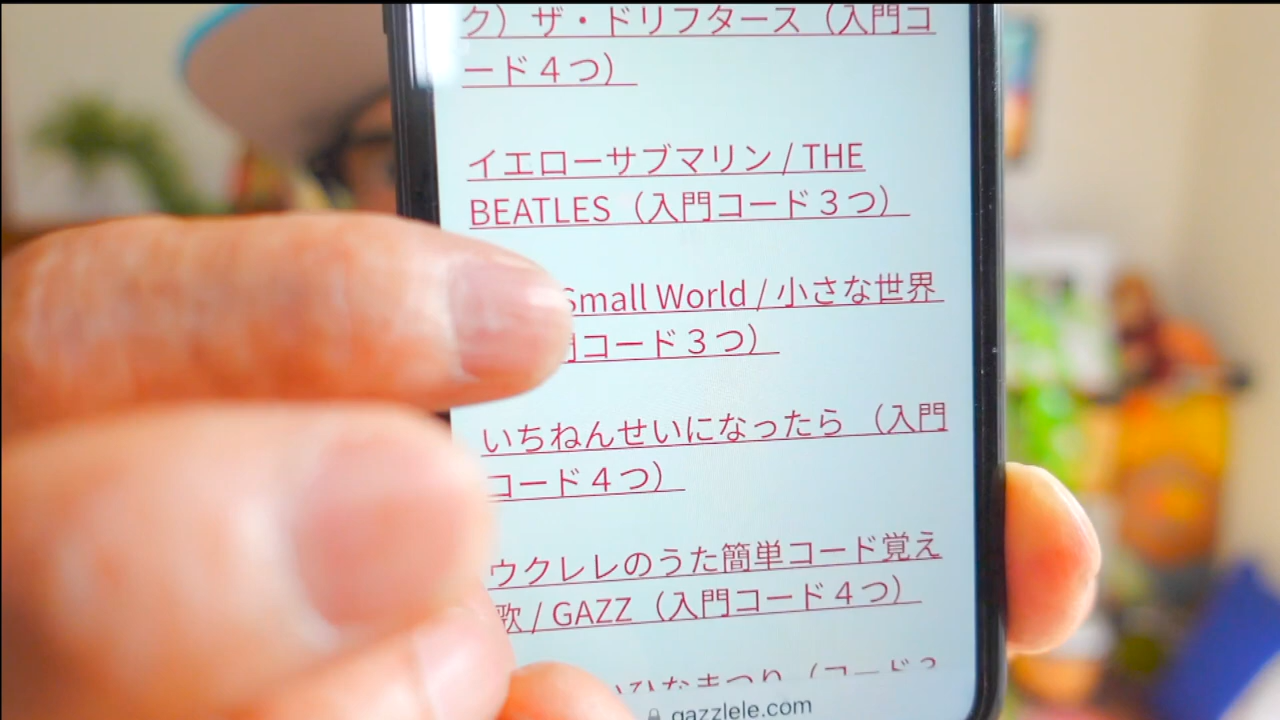 ク）ザ・ドリフタース（入門コ
ード４つ）
イエローサブマリン / THE
BEATLES（入門コード３つ）
Small World / 小さな世界
門コード３つ）
いちねんせいになったら （入門
コード４つ）
ウクレレのうた簡単コード覚え
歌 / GAZZ（入門コード４つ）
gazzlele.com